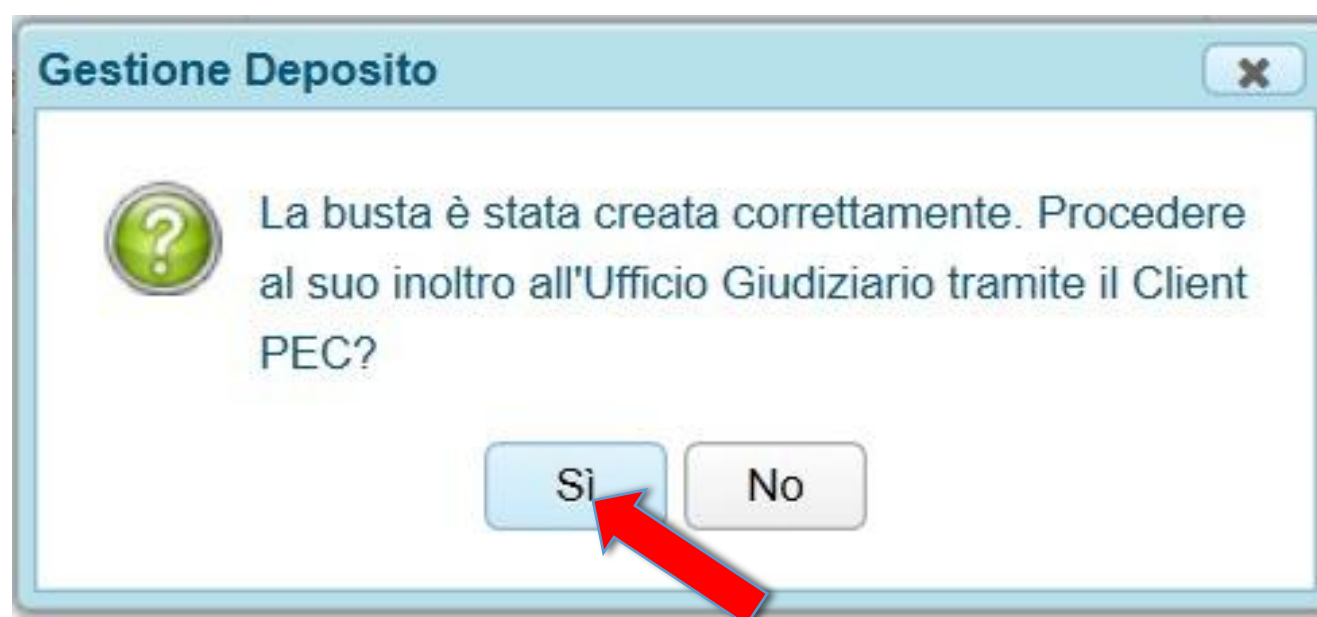 Gestione Deposito
La busta è stata creata correttamente. Procedere
al suo inoltro all'Ufficio Giudiziario tramite il Client
PEC?
Sì No